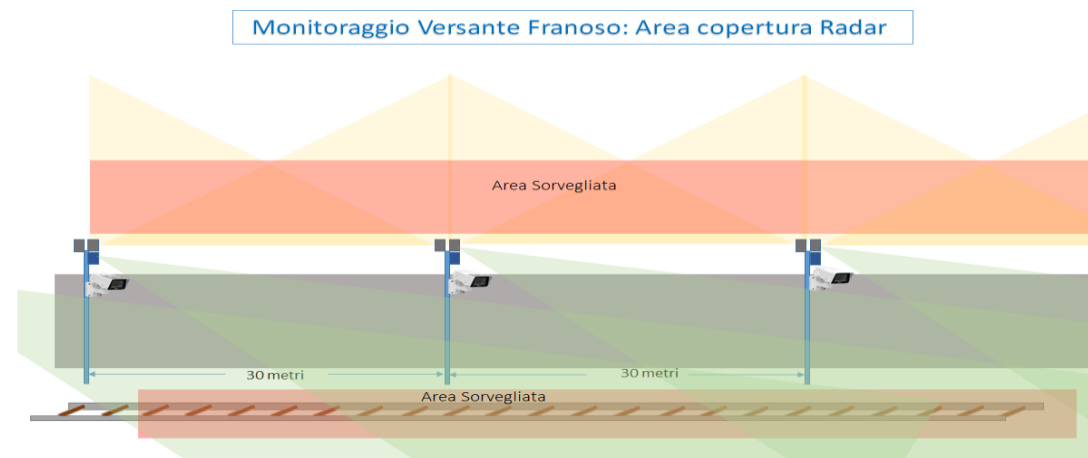 Monitoraggio Versante Franoso: Area copertura Radar
Area Sorvegliata
30 metri
30 metri
Area Sorvegliata